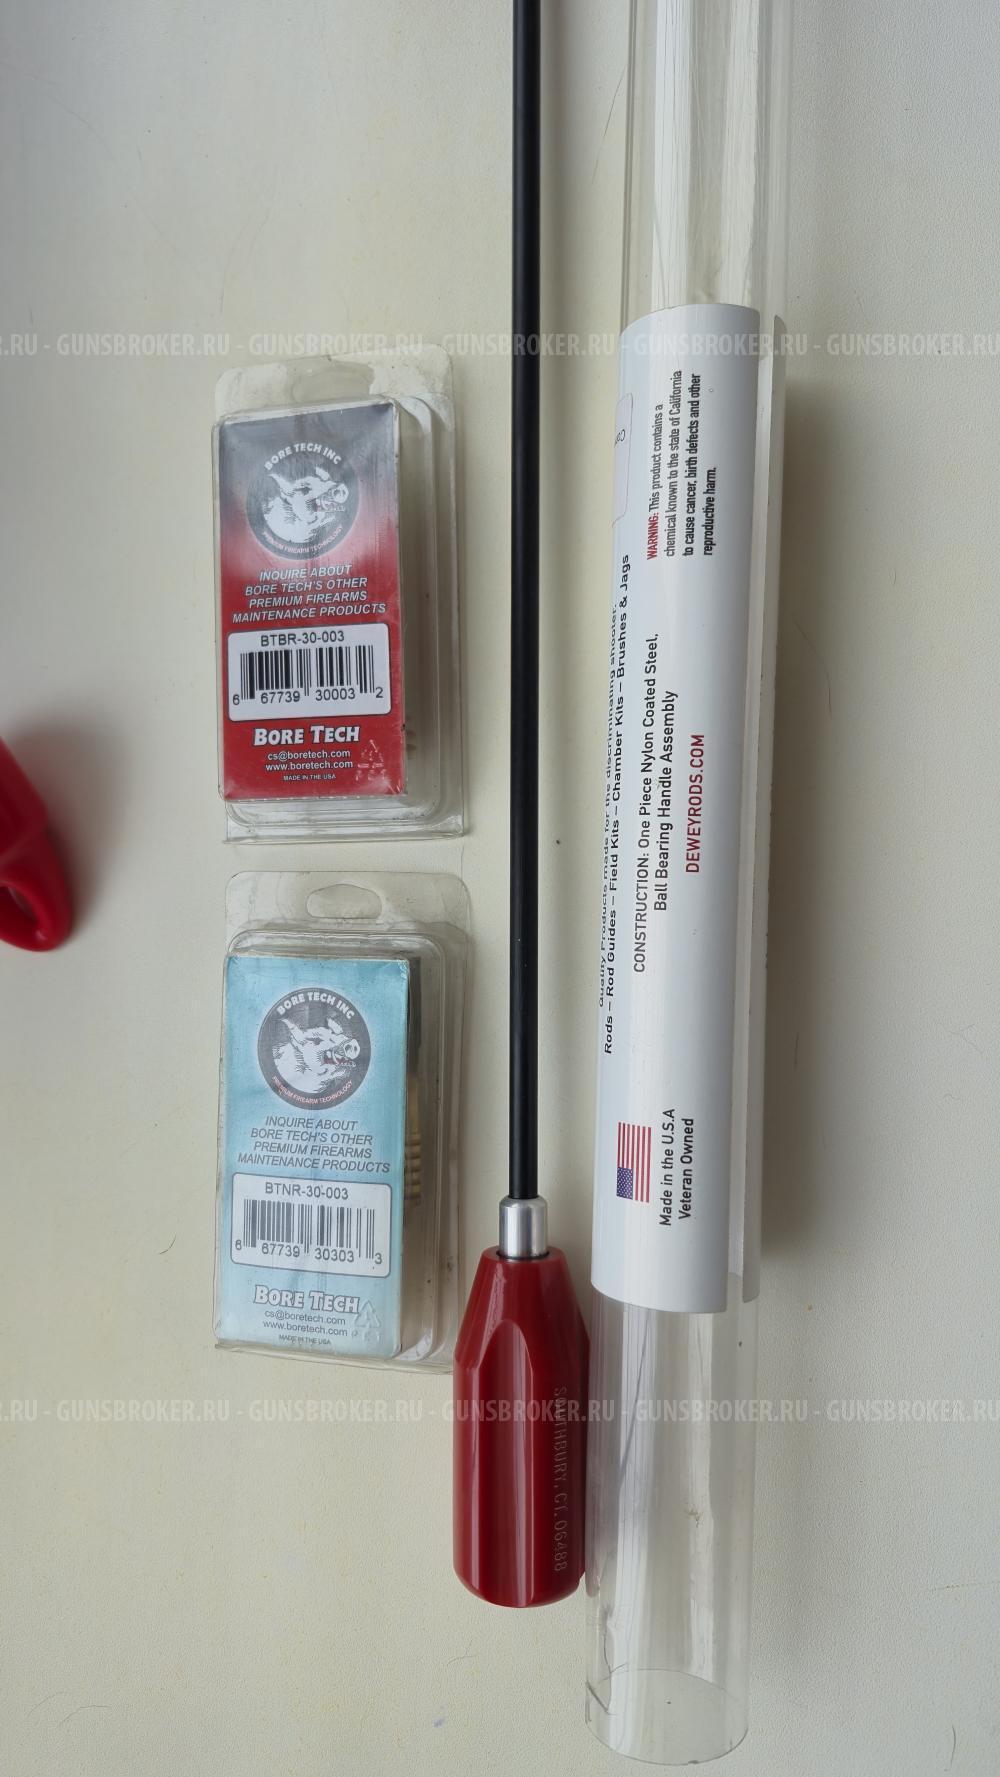 .RU - GUNSBROKER.RU - GUNSBROKER.RU - GUNSBROKER.RU - GUNSBROKER.RU - GUNSBROKER
BORE TECH INC
PREMIUM FIREARM TECHNOLOGY
INQUIRE ABOUT
BORE TECH'S OTHER
PREMIUM FIREARMS
MAINTENANCE PRODUCTS
BTBR-30-003
6 67739 30003 2
BORE TECH
cs@boretech.com
www.boretech.com
MADE IN THE USA
BORE TECH INC
PREMIUM FIREARM TECHNOLOGY
INQUIRE ABOUT
BORE TECH'S OTHER
PREMIUM FIREARMS
MAINTENANCE PRODUCTS
BTNR-30-003
6 67739 30303 3
BORE TECH
cs@boretech.com
www.boretech.com
MADE IN THE USA
SOUTHBURY, CT. 06488
Quality Products made for the discriminating shooter.
Rods – Rod Guides – Field Kits – Chamber Kits – Brushes & Jags
CONSTRUCTION: One Piece Nylon Coated Steel,
Ball Bearing Handle Assembly
DEWEYRODS.COM
WARNING: This product contains a
chemical known to the state of California
to cause cancer, birth defects and other
reproductive harm.
Made in the U.S.A
Veteran Owned
.RU - GUNSBROKER.RU - GUNSBROKER.RU - GUNSBROKER.RU - GUNSBROKER.RU - GUNSBROKER